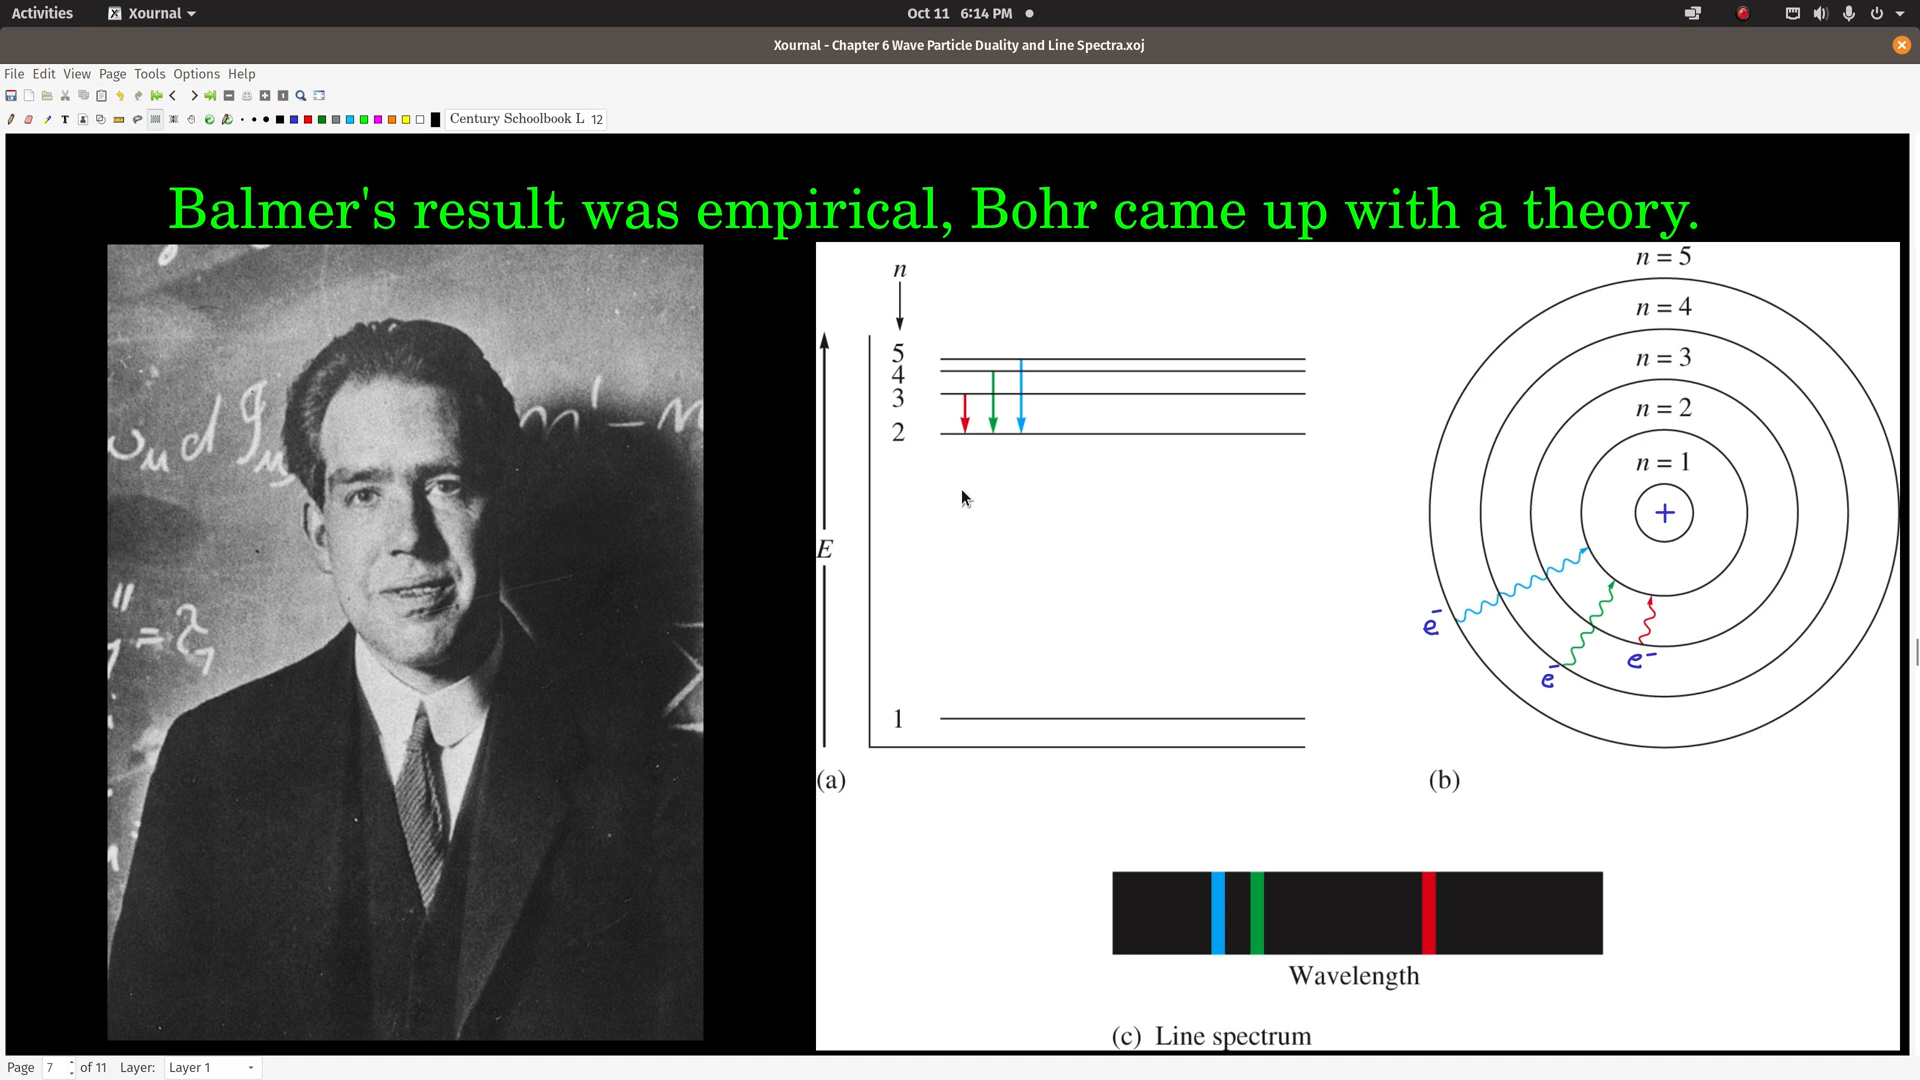 Activities Xournal Oct 11 6:14 PM
Xournal - Chapter 6 Wave Particle Duality and Line Spectra.xoj
File Edit View Page Tools Options Help
Century Schoolbook L 12
Balmer's result was empirical, Bohr came up with a theory.
n
5
4
3
2
1
E
(a)
n = 5
n = 4
n = 3
n = 2
n = 1
+
e-
e-
e-
(b)
Wavelength
(c) Line spectrum
Page 7 of 11 Layer: Layer 1